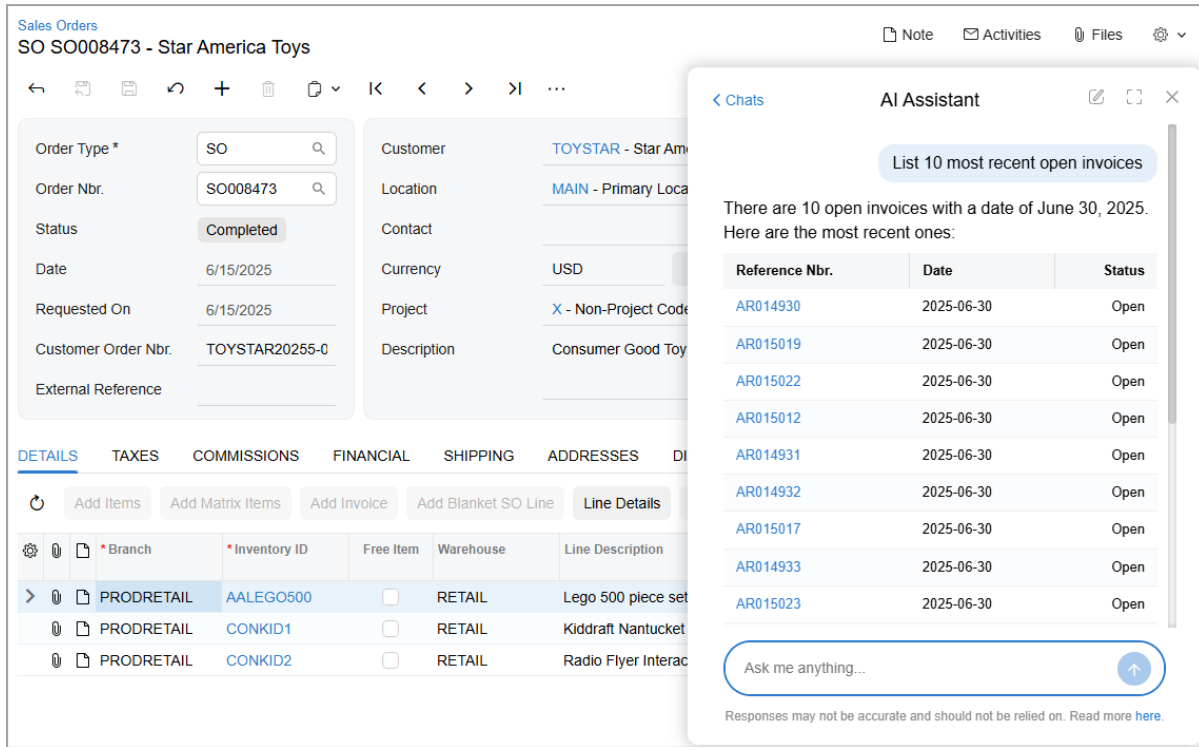 Sales Orders
SO SO008473 - Star America Toys
Note Activities Files
Order Type * SO
Order Nbr. SO008473
Status Completed
Date 6/15/2025
Requested On 6/15/2025
Customer Order Nbr. TOYSTAR20255-0
External Reference
Customer TOYSTAR - Star Am
Location MAIN - Primary Loca
Contact
Currency USD
Project X - Non-Project Code
Description Consumer Good Toy
DETAILS TAXES COMMISSIONS FINANCIAL SHIPPING ADDRESSES DI
Add Items Add Matrix Items Add Invoice Add Blanket SO Line Line Details
* Branch * Inventory ID Free Item Warehouse Line Description
PRODRETAIL AALEGO500 RETAIL Lego 500 piece set
PRODRETAIL CONKID1 RETAIL Kiddraft Nantucket
PRODRETAIL CONKID2 RETAIL Radio Flyer Interac
Chats AI Assistant
List 10 most recent open invoices
There are 10 open invoices with a date of June 30, 2025.
Here are the most recent ones:
Reference Nbr. Date Status
AR014930 2025-06-30 Open
AR015019 2025-06-30 Open
AR015022 2025-06-30 Open
AR015012 2025-06-30 Open
AR014931 2025-06-30 Open
AR014932 2025-06-30 Open
AR015017 2025-06-30 Open
AR014933 2025-06-30 Open
AR015023 2025-06-30 Open
Ask me anything...
Responses may not be accurate and should not be relied on. Read more here.